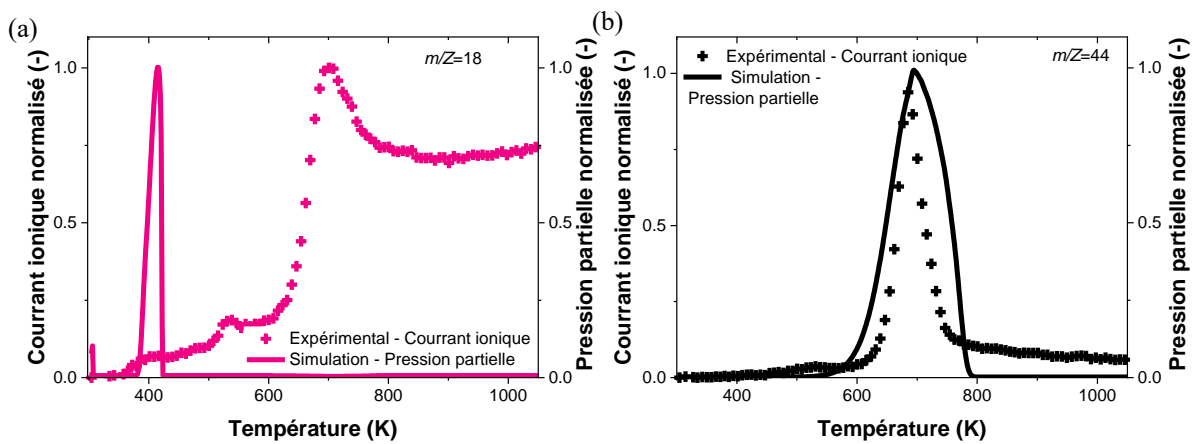 (a)
Courrant ionique normalisé (-)
1.0
0.5
0.0
m/Z=18
Expérimental - Courrant ionique
Simulation - Pression partielle
400
600
800
1000
Température (K)
1.0
0.5
0.0
Pression partielle normalisée (-)
(b)
Courrant ionique normalisé (-)
1.0
0.5
0.0
Expérimental - Courrant ionique
m/Z=44
Simulation -
Pression partielle
400
600
800
1000
Température (K)
1.0
0.5
0.0
Pression partielle normalisée (-)